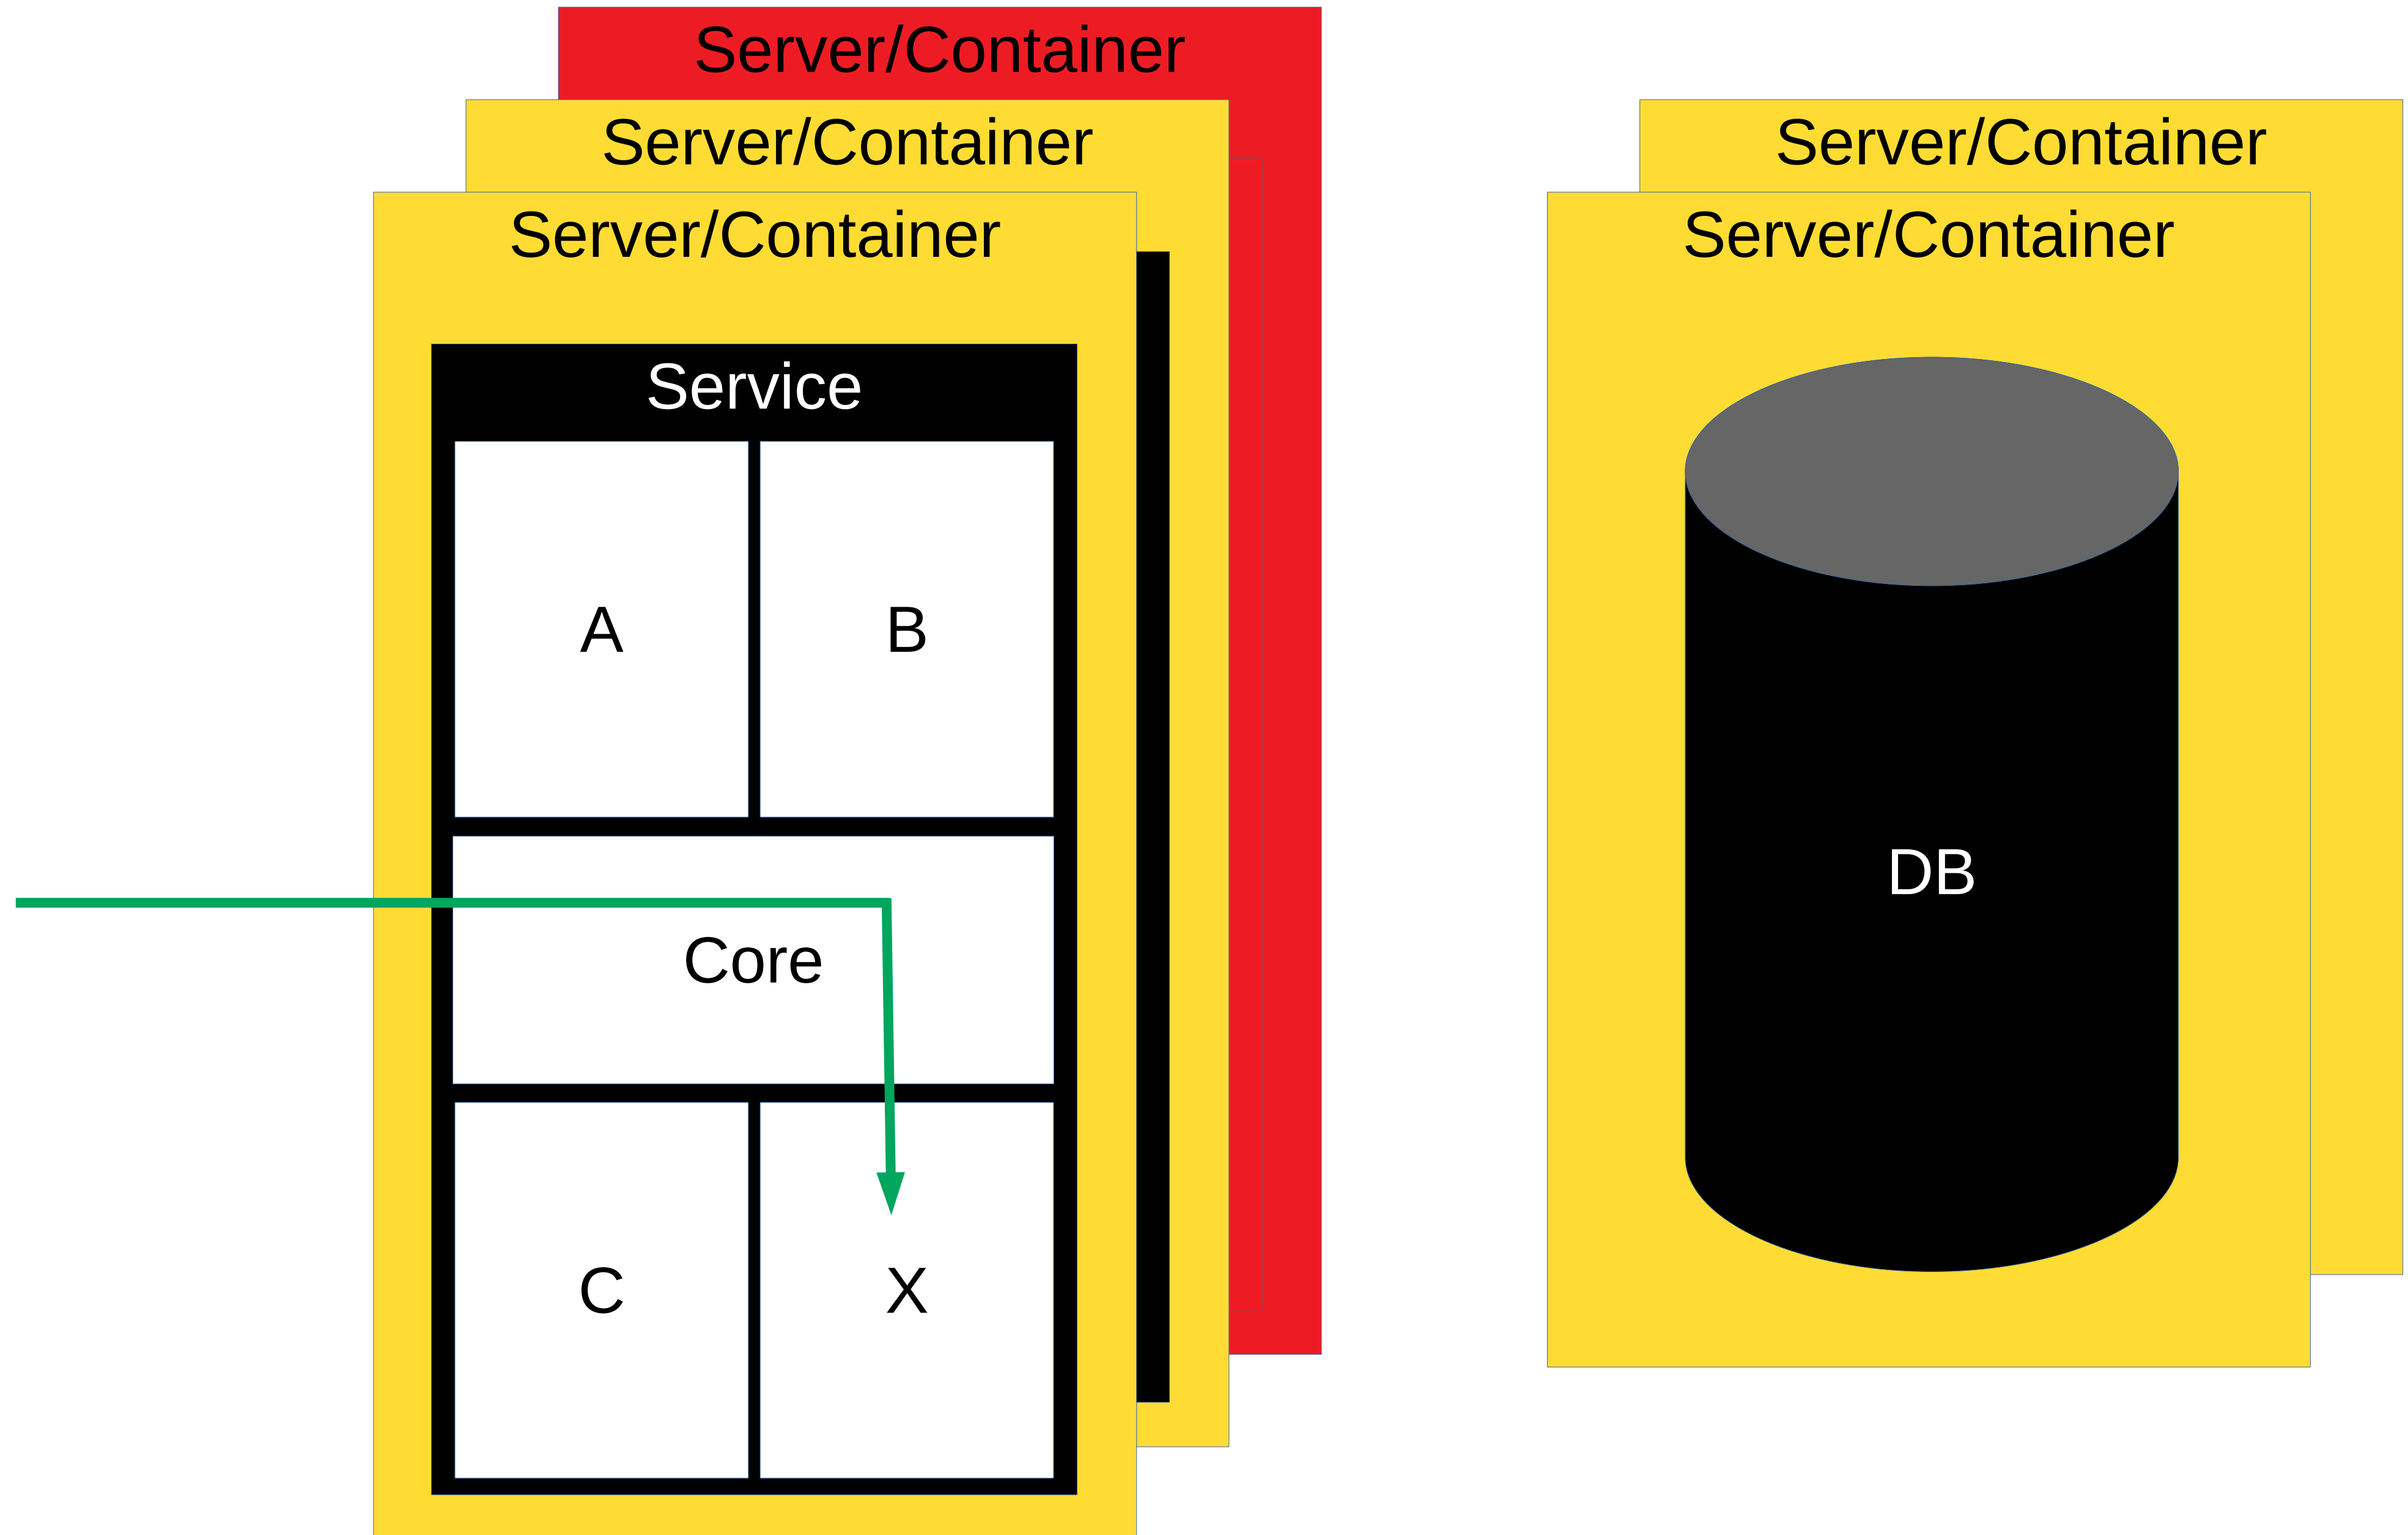 Server/Container
Server/Container
Server/Container
Service
A
B
Core
C
X
Server/Container
Server/Container
DB